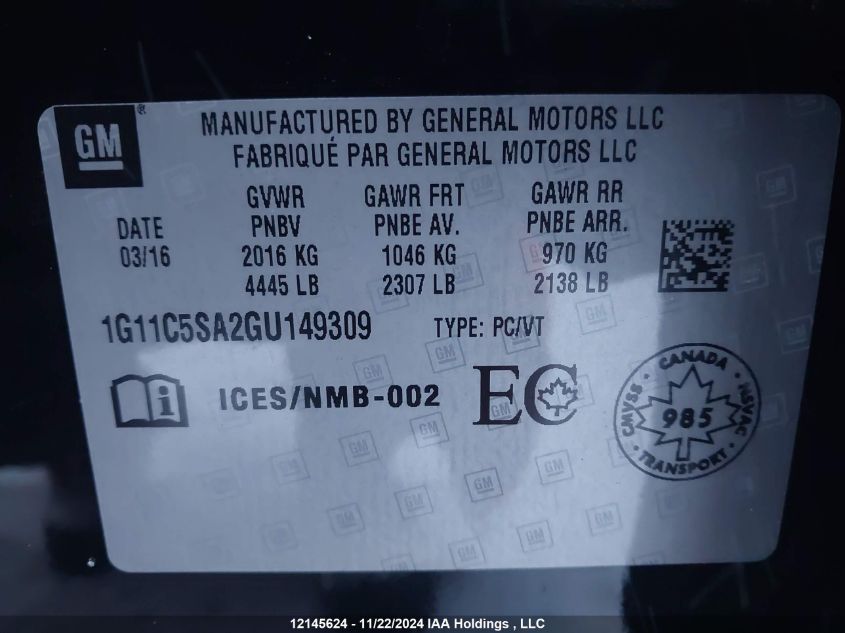 GM
MANUFACTURED BY GENERAL MOTORS LLC
FABRIQUÉ PAR GENERAL MOTORS LLC
GVWR GAWR FRT GAWR RR
DATE PNBV PNBE AV. PNBE ARR.
03/16 2016 KG 1046 KG 970 KG
4445 LB 2307 LB 2138 LB
1G11C5SA2GU149309 TYPE: PC/VT
i ICES/NMB-002 EC
CANADA
CMVSS 985 NSVAC
TRANSPORT
12145624 - 11/22/2024 IAA Holdings , LLC